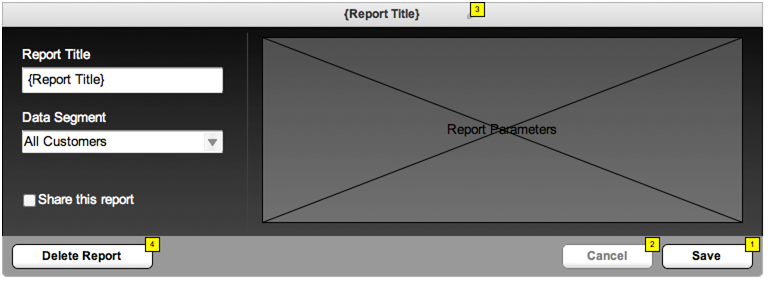 {Report Title}
3
Report Title
{Report Title}
Data Segment
All Customers
Report Parameters
Share this report
4
2
1
Delete Report
Cancel
Save